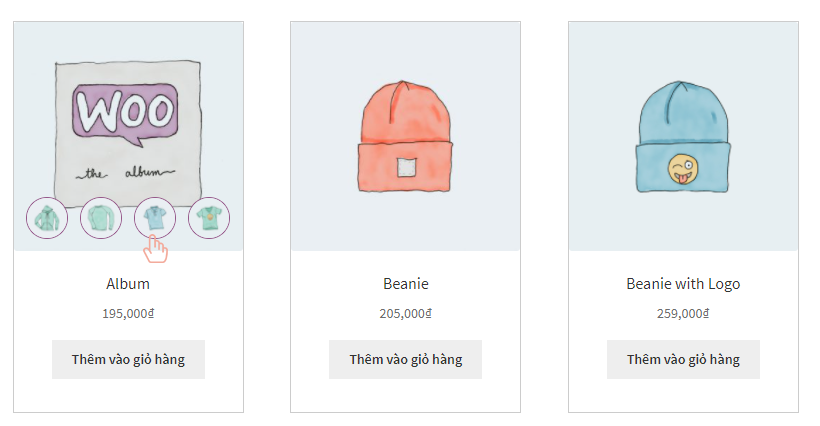 WOO
the album
Album
195,000₫
Thêm vào giỏ hàng
Beanie
205,000₫
Thêm vào giỏ hàng
Beanie with Logo
259,000₫
Thêm vào giỏ hàng